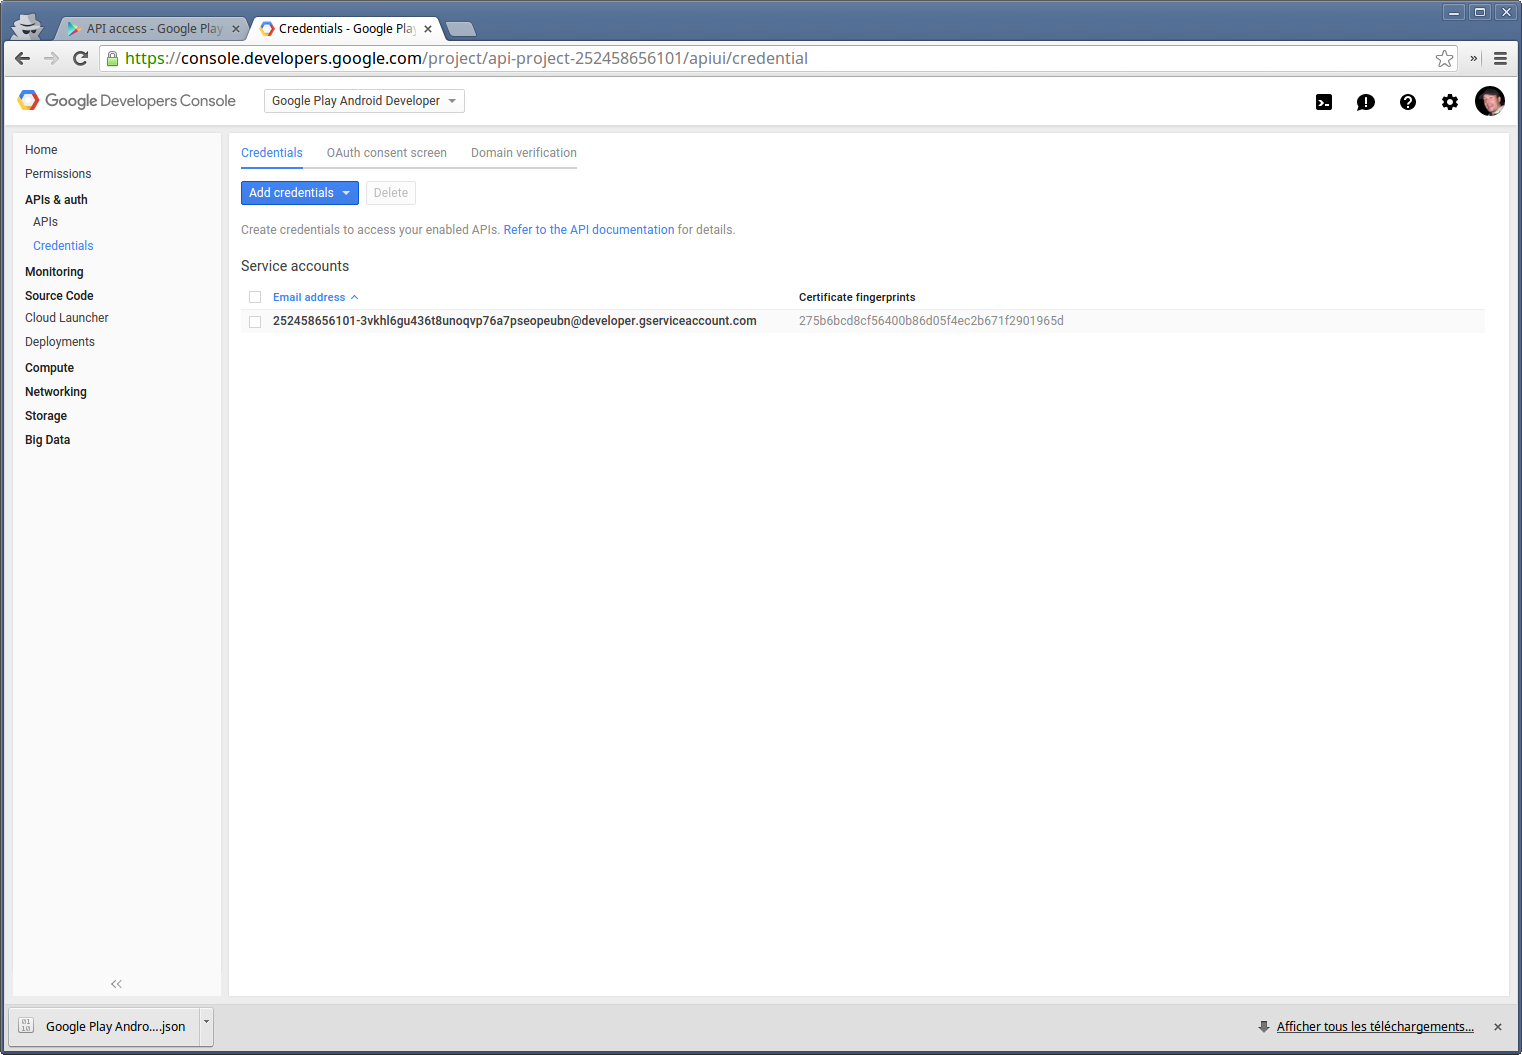 API access - Google Play
Credentials - Google Pla
https://console.developers.google.com/project/api-project-252458656101/apiui/credential
»
Google Developers Console
Google Play Android Developer
Home
Permissions
APIs & auth
APIs
Credentials
Monitoring
Source Code
Cloud Launcher
Deployments
Compute
Networking
Storage
Big Data
Credentials OAuth consent screen Domain verification
Add credentials Delete
Create credentials to access your enabled APIs. Refer to the API documentation for details.
Service accounts
Email address Certificate fingerprints
252458656101-3vkhl6gu436t8unoqvp76a7pseopeubn@developer.gserviceaccount.com 275b6bcd8cf56400b86d05f4ec2b671f2901965d
Google Play Andro....json
Afficher tous les téléchargements...